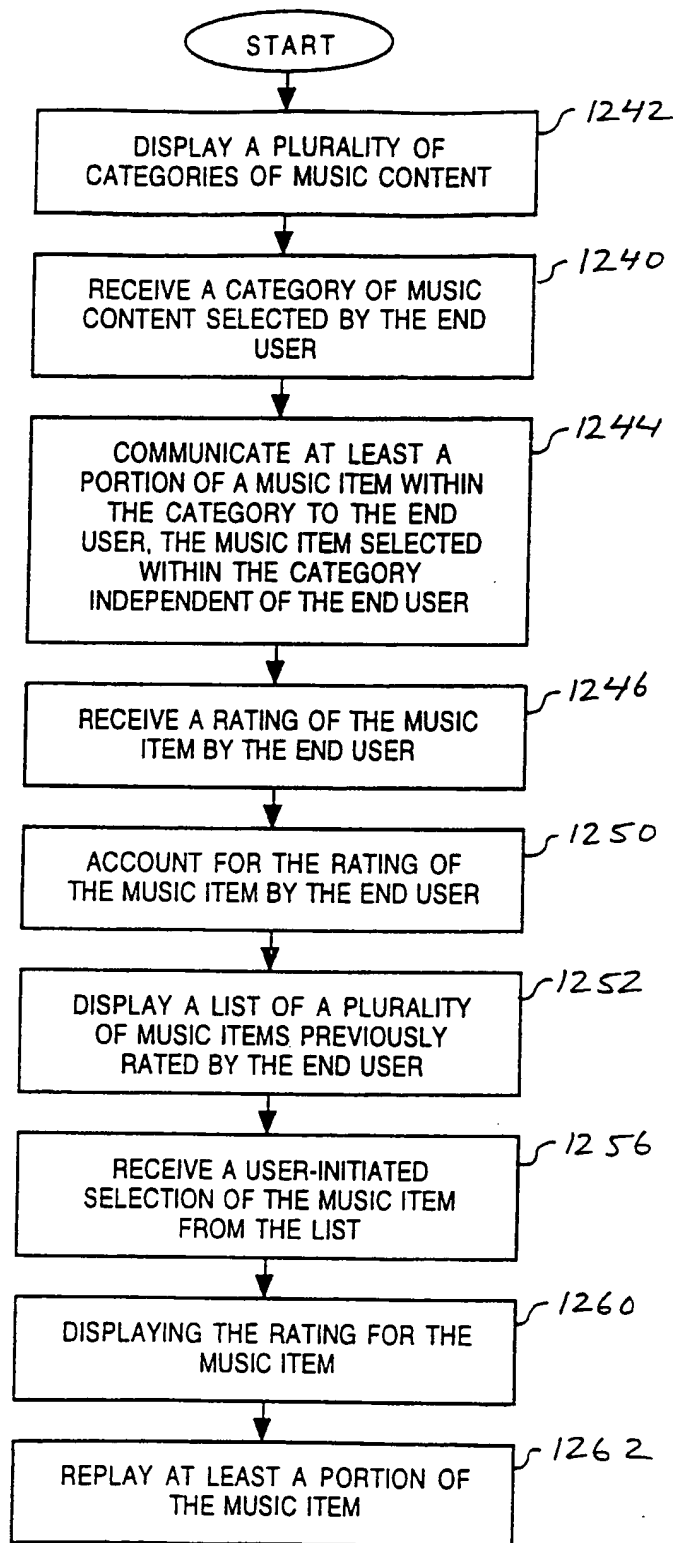 START
1242
DISPLAY A PLURALITY OF
CATEGORIES OF MUSIC CONTENT
1240
RECEIVE A CATEGORY OF MUSIC
CONTENT SELECTED BY THE END
USER
1244
COMMUNICATE AT LEAST A
PORTION OF A MUSIC ITEM WITHIN
THE CATEGORY TO THE END
USER, THE MUSIC ITEM SELECTED
WITHIN THE CATEGORY
INDEPENDENT OF THE END USER
1246
RECEIVE A RATING OF THE MUSIC
ITEM BY THE END USER
1250
ACCOUNT FOR THE RATING OF
THE MUSIC ITEM BY THE END USER
1252
DISPLAY A LIST OF A PLURALITY
OF MUSIC ITEMS PREVIOUSLY
RATED BY THE END USER
1256
RECEIVE A USER-INITIATED
SELECTION OF THE MUSIC ITEM
FROM THE LIST
1260
DISPLAYING THE RATING FOR THE
MUSIC ITEM
1262
REPLAY AT LEAST A PORTION OF
THE MUSIC ITEM